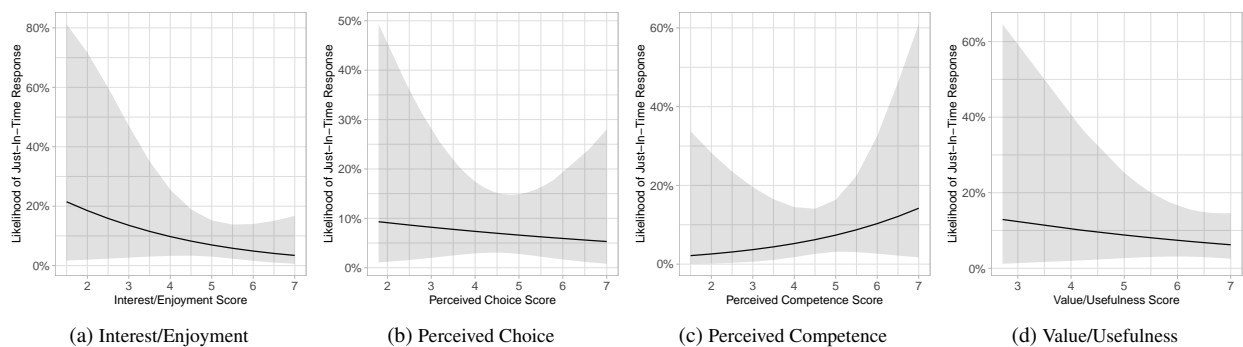 80%
60%
40%
20%
0%
Likelihood of Just−In−Time Response
2 3 4 5 6 7
Interest/Enjoyment Score
(a) Interest/Enjoyment
50%
40%
30%
20%
10%
0%
Likelihood of Just−In−Time Response
2 3 4 5 6 7
Perceived Choice Score
(b) Perceived Choice
60%
40%
20%
0%
Likelihood of Just−In−Time Response
2 3 4 5 6 7
Perceived Competence Score
(c) Perceived Competence
60%
40%
20%
0%
Likelihood of Just−In−Time Response
3 4 5 6 7
Value/Usefulness Score
(d) Value/Usefulness